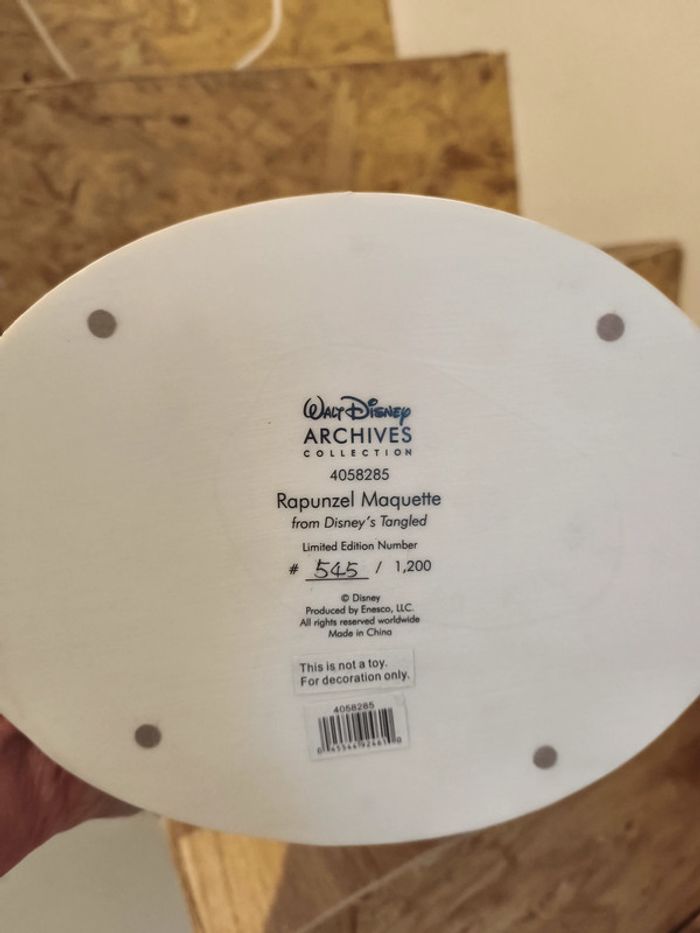 Walt Disney
ARCHIVES
COLLECTION
4058285
Rapunzel Maquette
from Disney's Tangled
Limited Edition Number
# 545 / 1,200
© Disney
Produced by Enesco, LLC.
All rights reserved worldwide
Made in China
This is not a toy.
For decoration only.
4058285